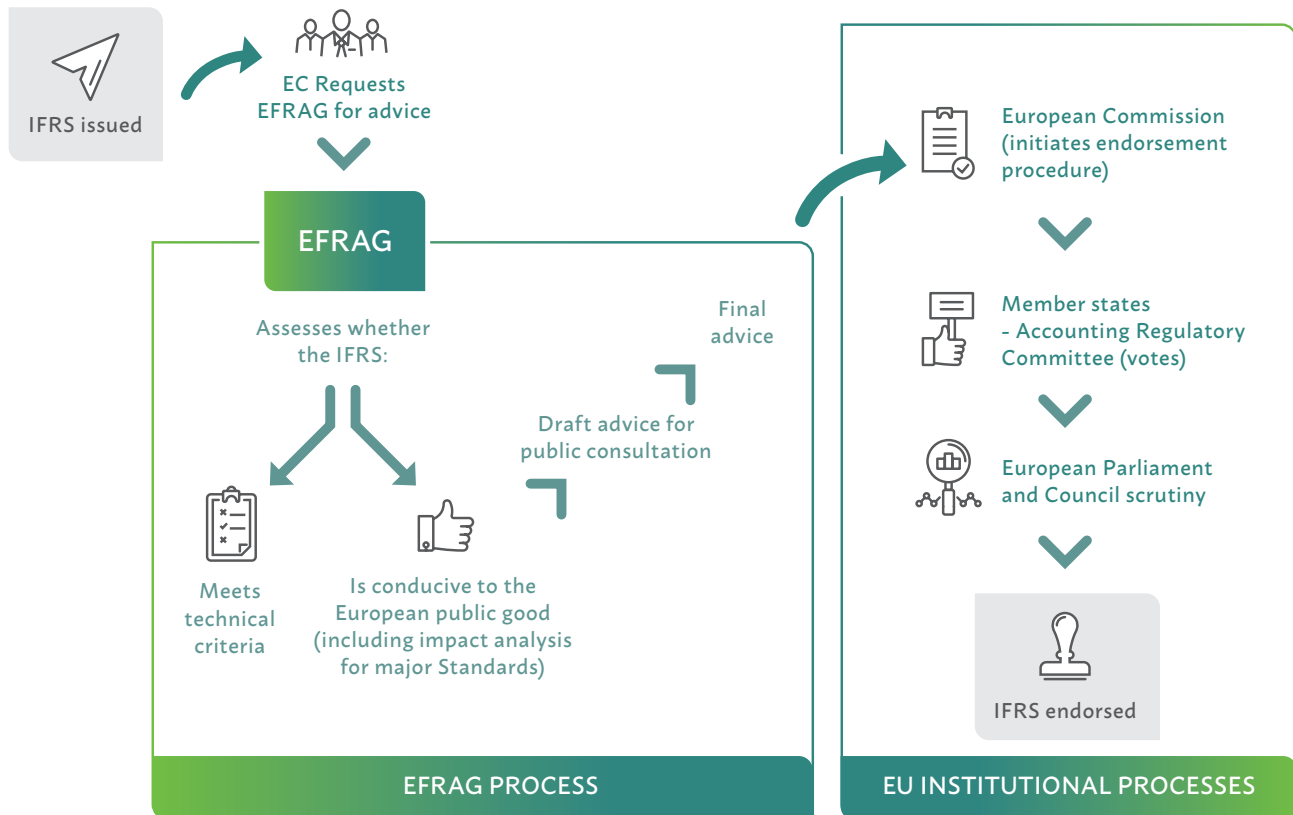 IFRS issued
EC Requests
EFRAG for advice
EFRAG
Assesses whether
the IFRS:
Meets
technical
criteria
Is conducive to the
European public good
(including impact analysis
for major Standards)
Draft advice for
public consultation
Final
advice
EFRAG PROCESS
European Commission
(initiates endorsement
procedure)
Member states
- Accounting Regulatory
Committee (votes)
European Parliament
and Council scrutiny
IFRS endorsed
EU INSTITUTIONAL PROCESSES